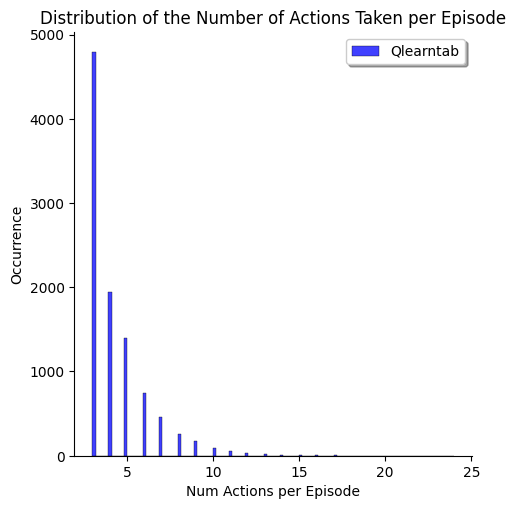 Distribution of the Number of Actions Taken per Episode
Qlearntab
5000
4000
3000
2000
1000
0
Occurrence
5 10 15 20 25
Num Actions per Episode